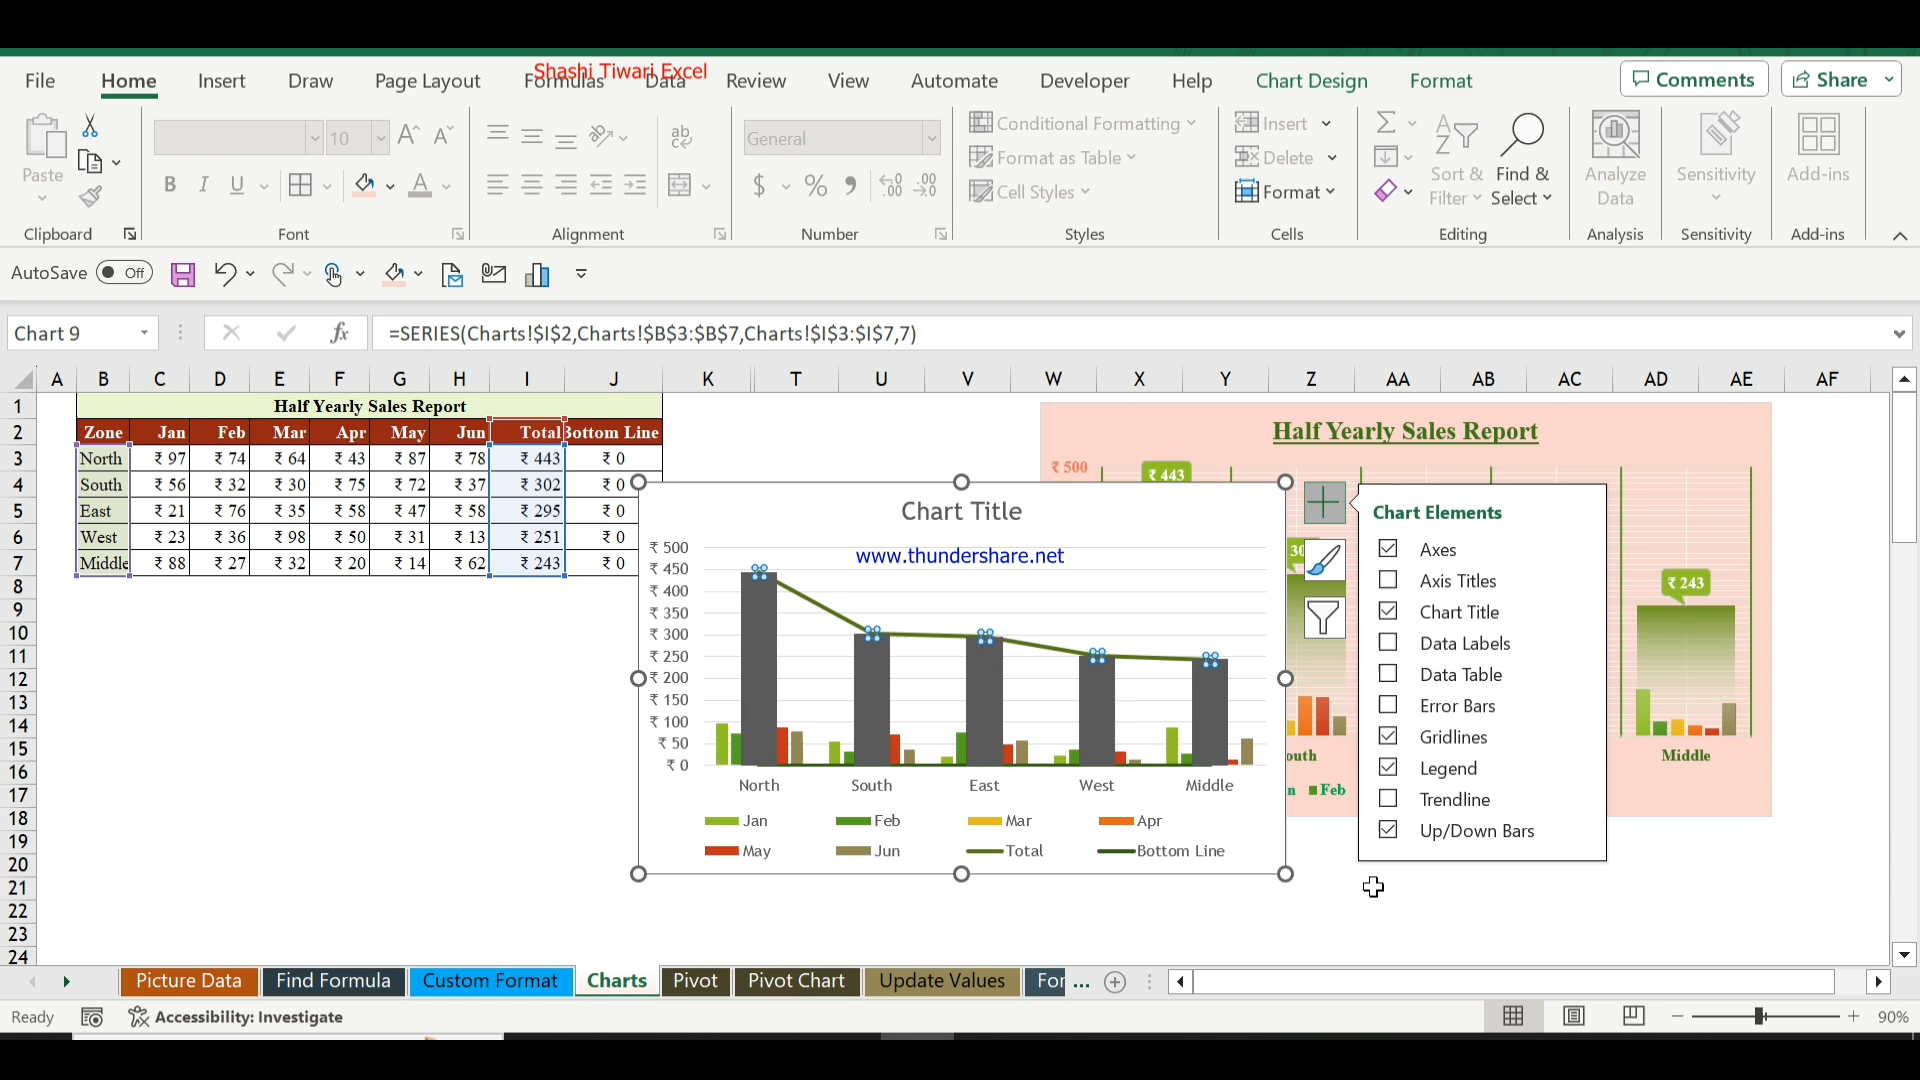 File Home Insert Draw Page Layout Formulas Data Review View Automate Developer Help Chart Design Format Comments Share
Shashi Tiwari Excel
Paste
10
General
Conditional Formatting
Format as Table
Cell Styles
Insert
Delete
Format
Sort & Filter
Find & Select
Analyze Data
Sensitivity
Add-ins
Clipboard Font Alignment Number Styles Cells Editing Analysis Sensitivity Add-ins
AutoSave Off
Chart 9
=SERIES(Charts!$I$2,Charts!$B$3:$B$7,Charts!$I$3:$I$7,7)
A B C D E F G H I J K T U V W X Y Z AA AB AC AD AE AF
1 Half Yearly Sales Report
2 Zone Jan Feb Mar Apr May Jun Total Bottom Line
3 North ₹ 97 ₹ 74 ₹ 64 ₹ 43 ₹ 87 ₹ 78 ₹ 443 ₹ 0
4 South ₹ 56 ₹ 32 ₹ 30 ₹ 75 ₹ 72 ₹ 37 ₹ 302 ₹ 0
5 East ₹ 21 ₹ 76 ₹ 35 ₹ 58 ₹ 47 ₹ 58 ₹ 295 ₹ 0
6 West ₹ 23 ₹ 36 ₹ 98 ₹ 50 ₹ 31 ₹ 13 ₹ 251 ₹ 0
7 Middle ₹ 88 ₹ 27 ₹ 32 ₹ 20 ₹ 14 ₹ 62 ₹ 243 ₹ 0
8
9
10
11
12
13
14
15
16
17
18
19
20
21
22
23
24
Chart Title
www.thundershare.net
₹ 500
₹ 450
₹ 400
₹ 350
₹ 300
₹ 250
₹ 200
₹ 150
₹ 100
₹ 50
₹ 0
North South East West Middle
Jan Feb Mar Apr
May Jun Total Bottom Line
Half Yearly Sales Report
₹ 500
₹ 443
30
₹ 243
outh Middle
n Feb
Chart Elements
Axes
Axis Titles
Chart Title
Data Labels
Data Table
Error Bars
Gridlines
Legend
Trendline
Up/Down Bars
Picture Data Find Formula Custom Format Charts Pivot Pivot Chart Update Values For ...
Ready Accessibility: Investigate 90%